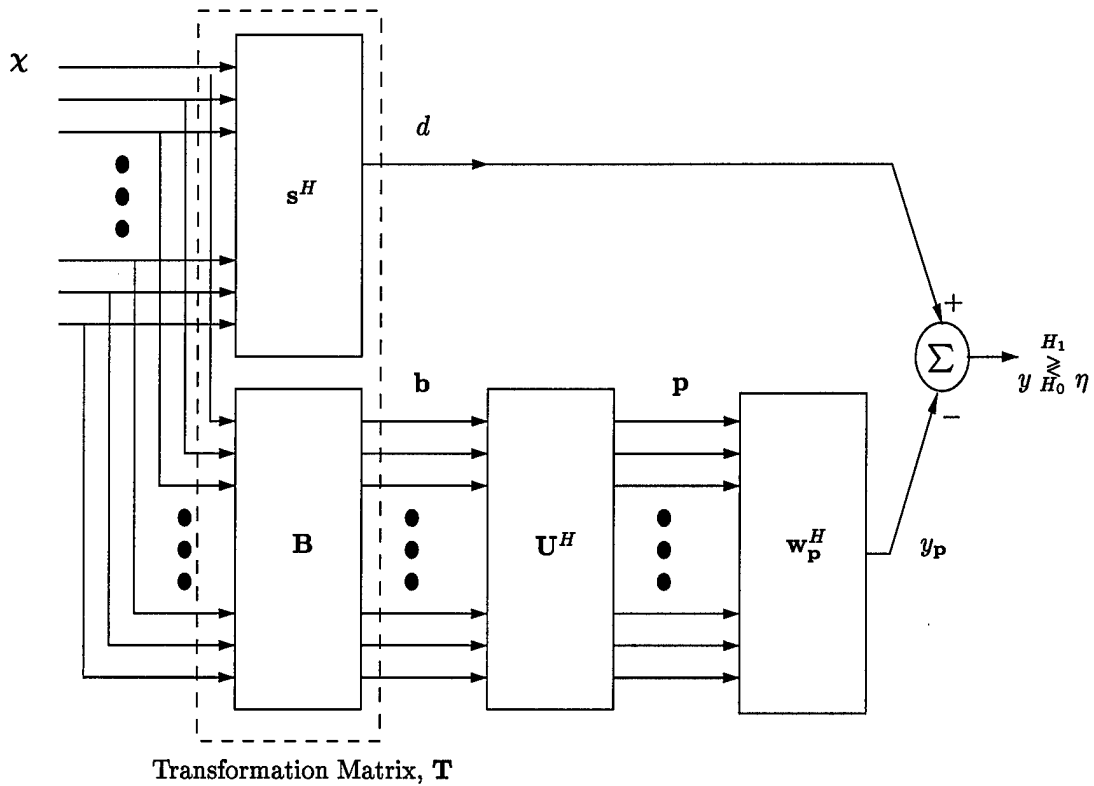 χ
d
s^H
+
Σ
H₁
y ≷ η
H₀
−
b
p
B
U^H
w_p^H
y_p
Transformation Matrix, T